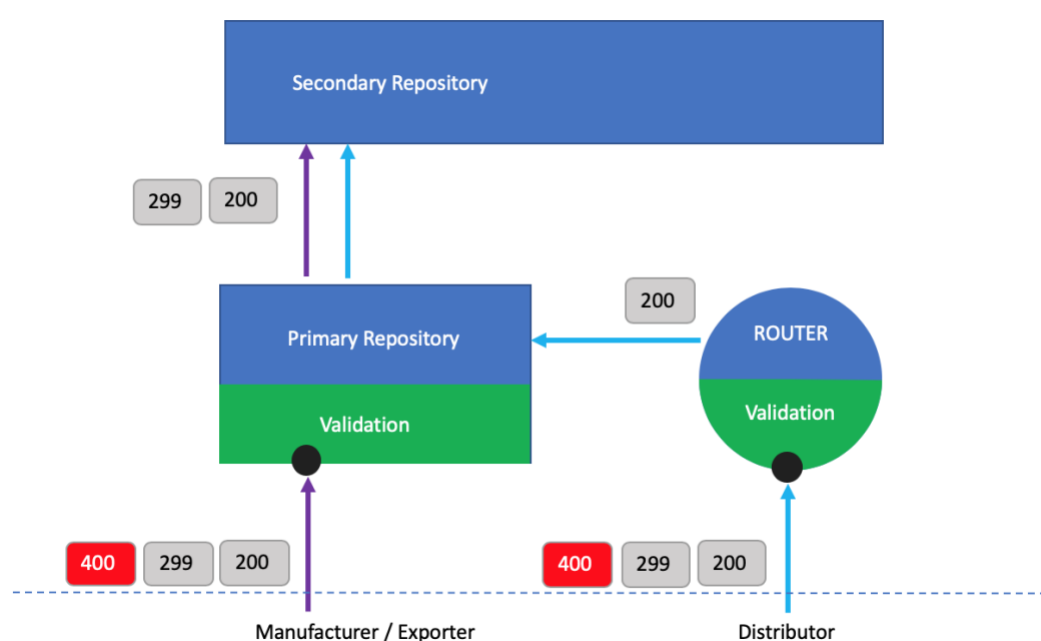 Secondary Repository
299 200
200
Primary Repository
ROUTER
Validation
Validation
400 299 200
400 299 200
Manufacturer / Exporter
Distributor